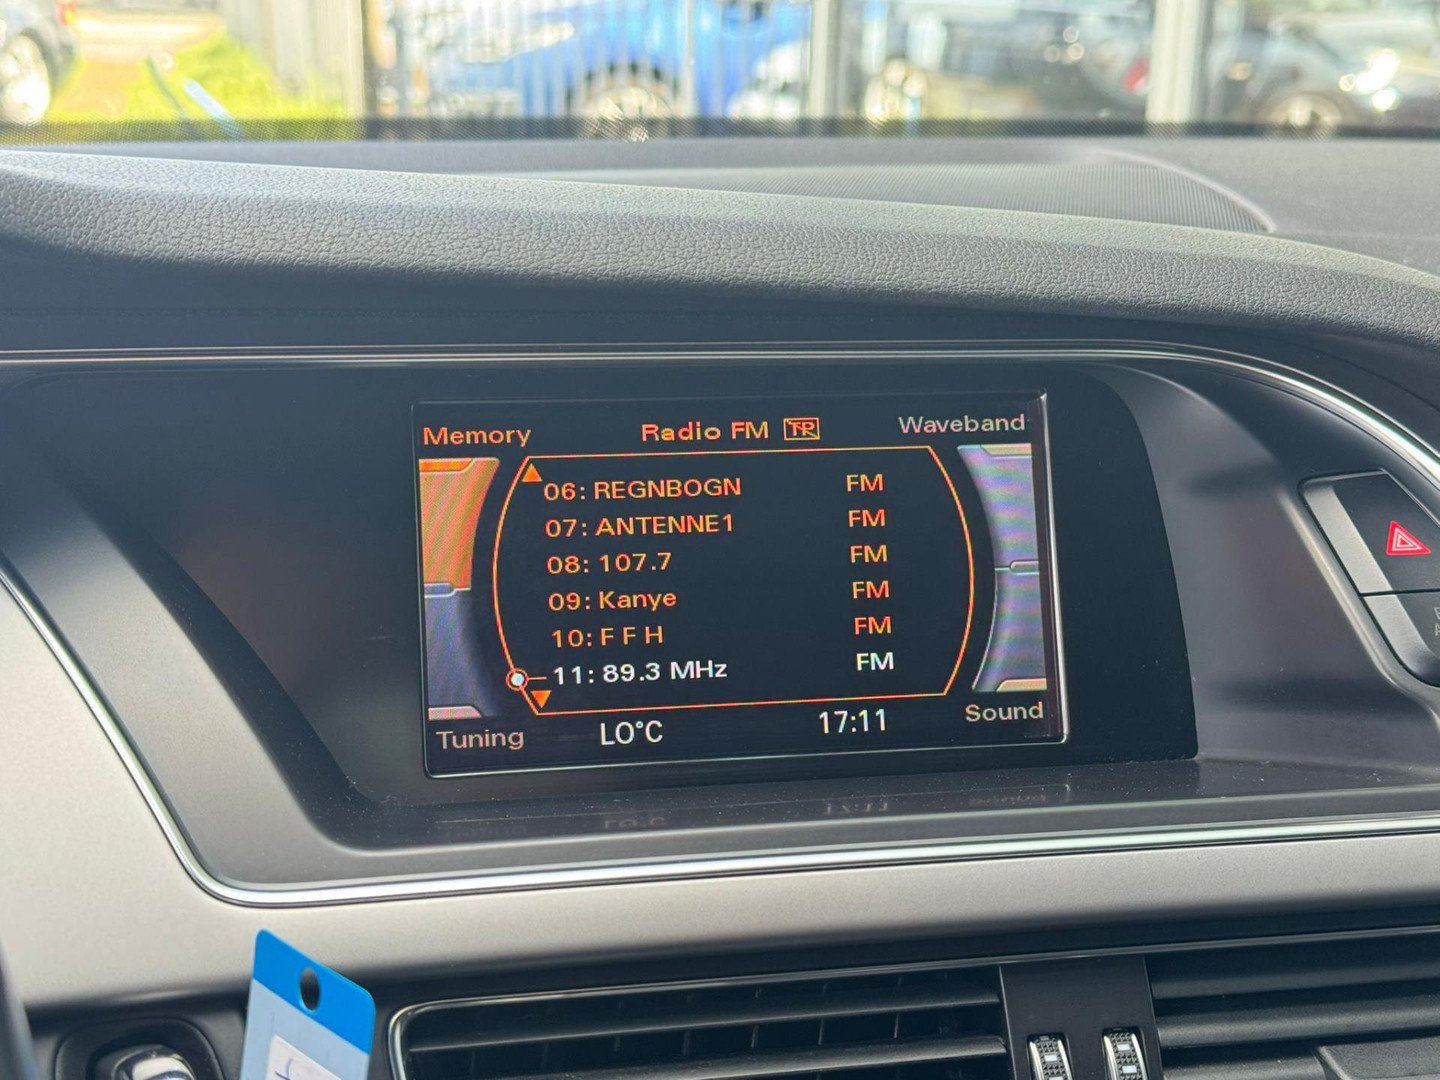 Memory
Radio FM TP
Waveband
06: REGNBOGN FM
07: ANTENNE1 FM
08: 107.7 FM
09: Kanye FM
10: F F H FM
11: 89.3 MHz FM
Tuning
LO°C
17:11
Sound